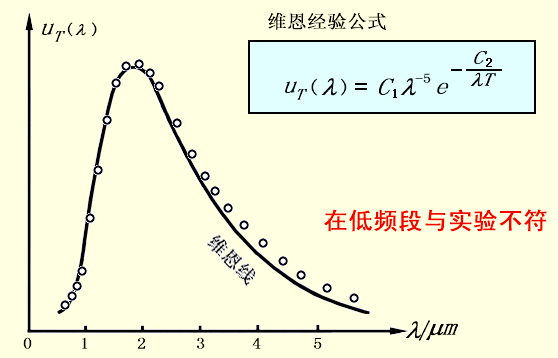 维恩经验公式
u_T(λ)
u_T(λ) = C₁λ⁻⁵ e^(-C₂/λT)
在低频段与实验不符
维恩线
0 1 2 3 4 5
λ/μm